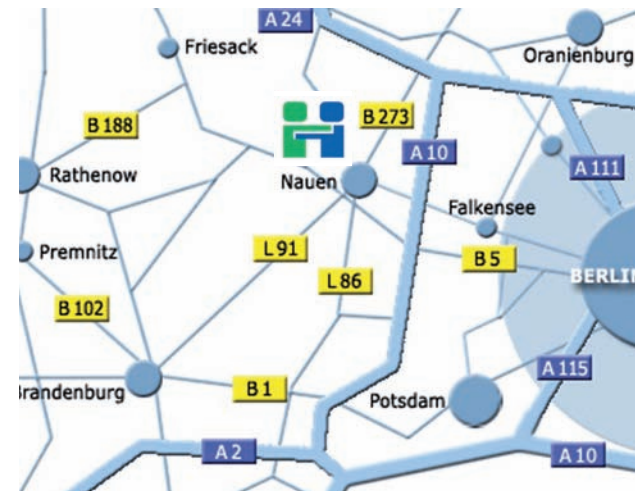 A 24
Friesack
Oranienburg
B 188
B 273
A 10
A 111
Rathenow
Nauen
Falkensee
Premnitz
L 91
B 5
L 86
BERLIN
B 102
A 115
Brandenburg
B 1
Potsdam
A 2
A 10